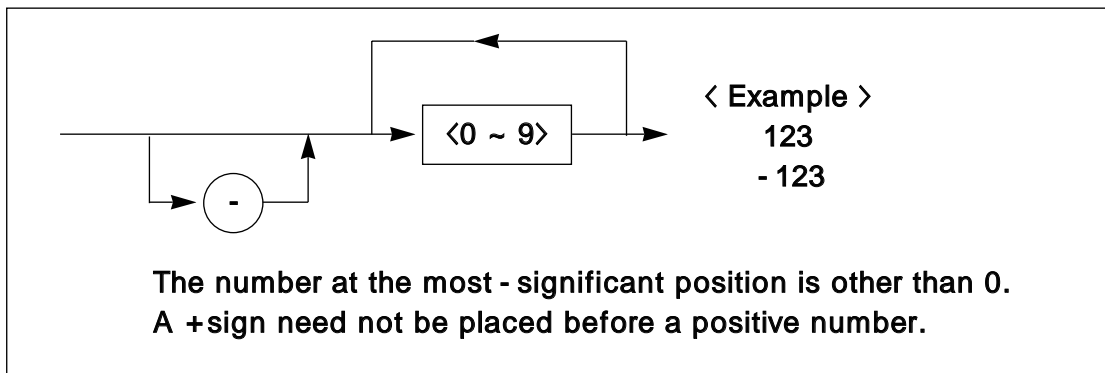 〈 Example 〉
〈0 ~ 9〉
123
-
- 123
The number at the most - significant position is other than 0.
A +sign need not be placed before a positive number.